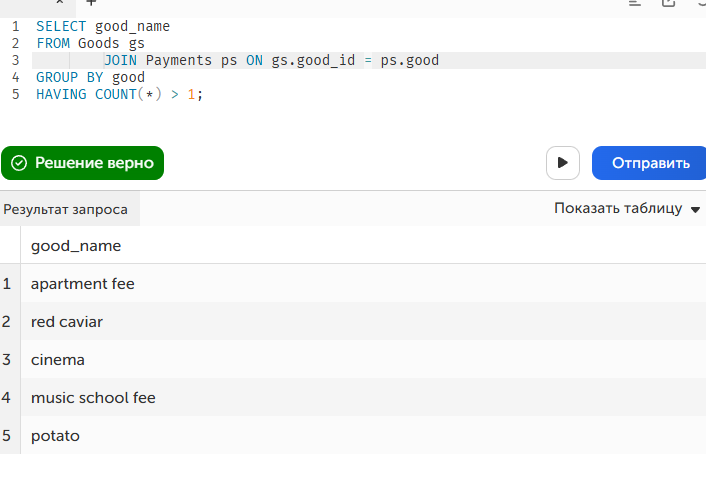 1 SELECT good_name
2 FROM Goods gs
3 JOIN Payments ps ON gs.good_id = ps.good
4 GROUP BY good
5 HAVING COUNT(*) > 1;
Решение верно
Отправить
Результат запроса
Показать таблицу
good_name
1 apartment fee
2 red caviar
3 cinema
4 music school fee
5 potato